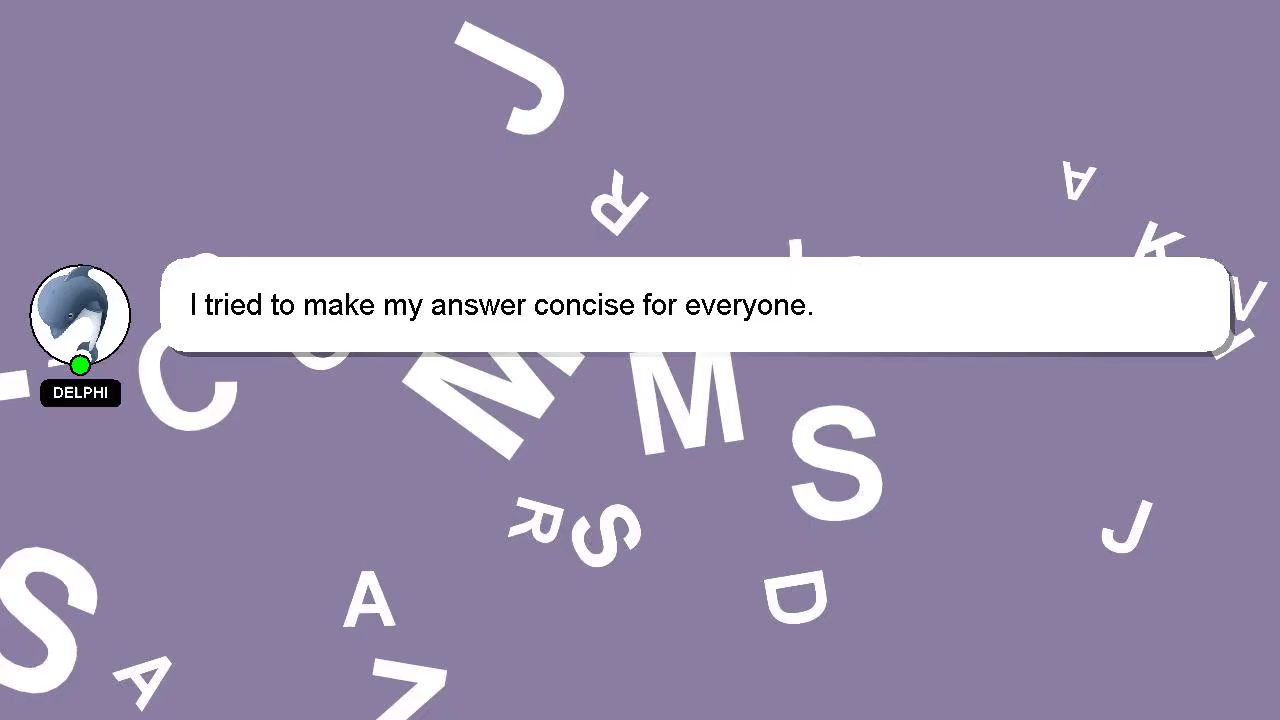 I tried to make my answer concise for everyone.
DELPHI
J
R
A
K
V
C
M
M
S
R
S
J
D
A
S
A
Z